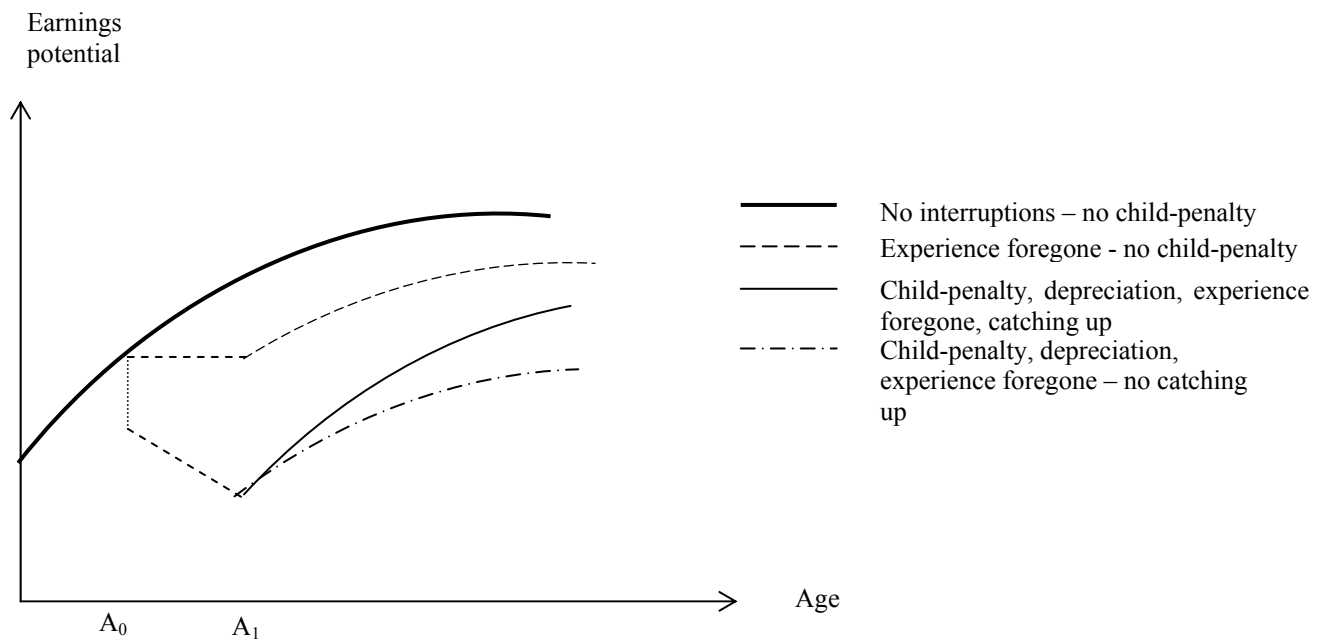 Earnings
potential
No interruptions – no child-penalty
Experience foregone - no child-penalty
Child-penalty, depreciation, experience
foregone, catching up
Child-penalty, depreciation,
experience foregone – no catching
up
Age
A₀
A₁